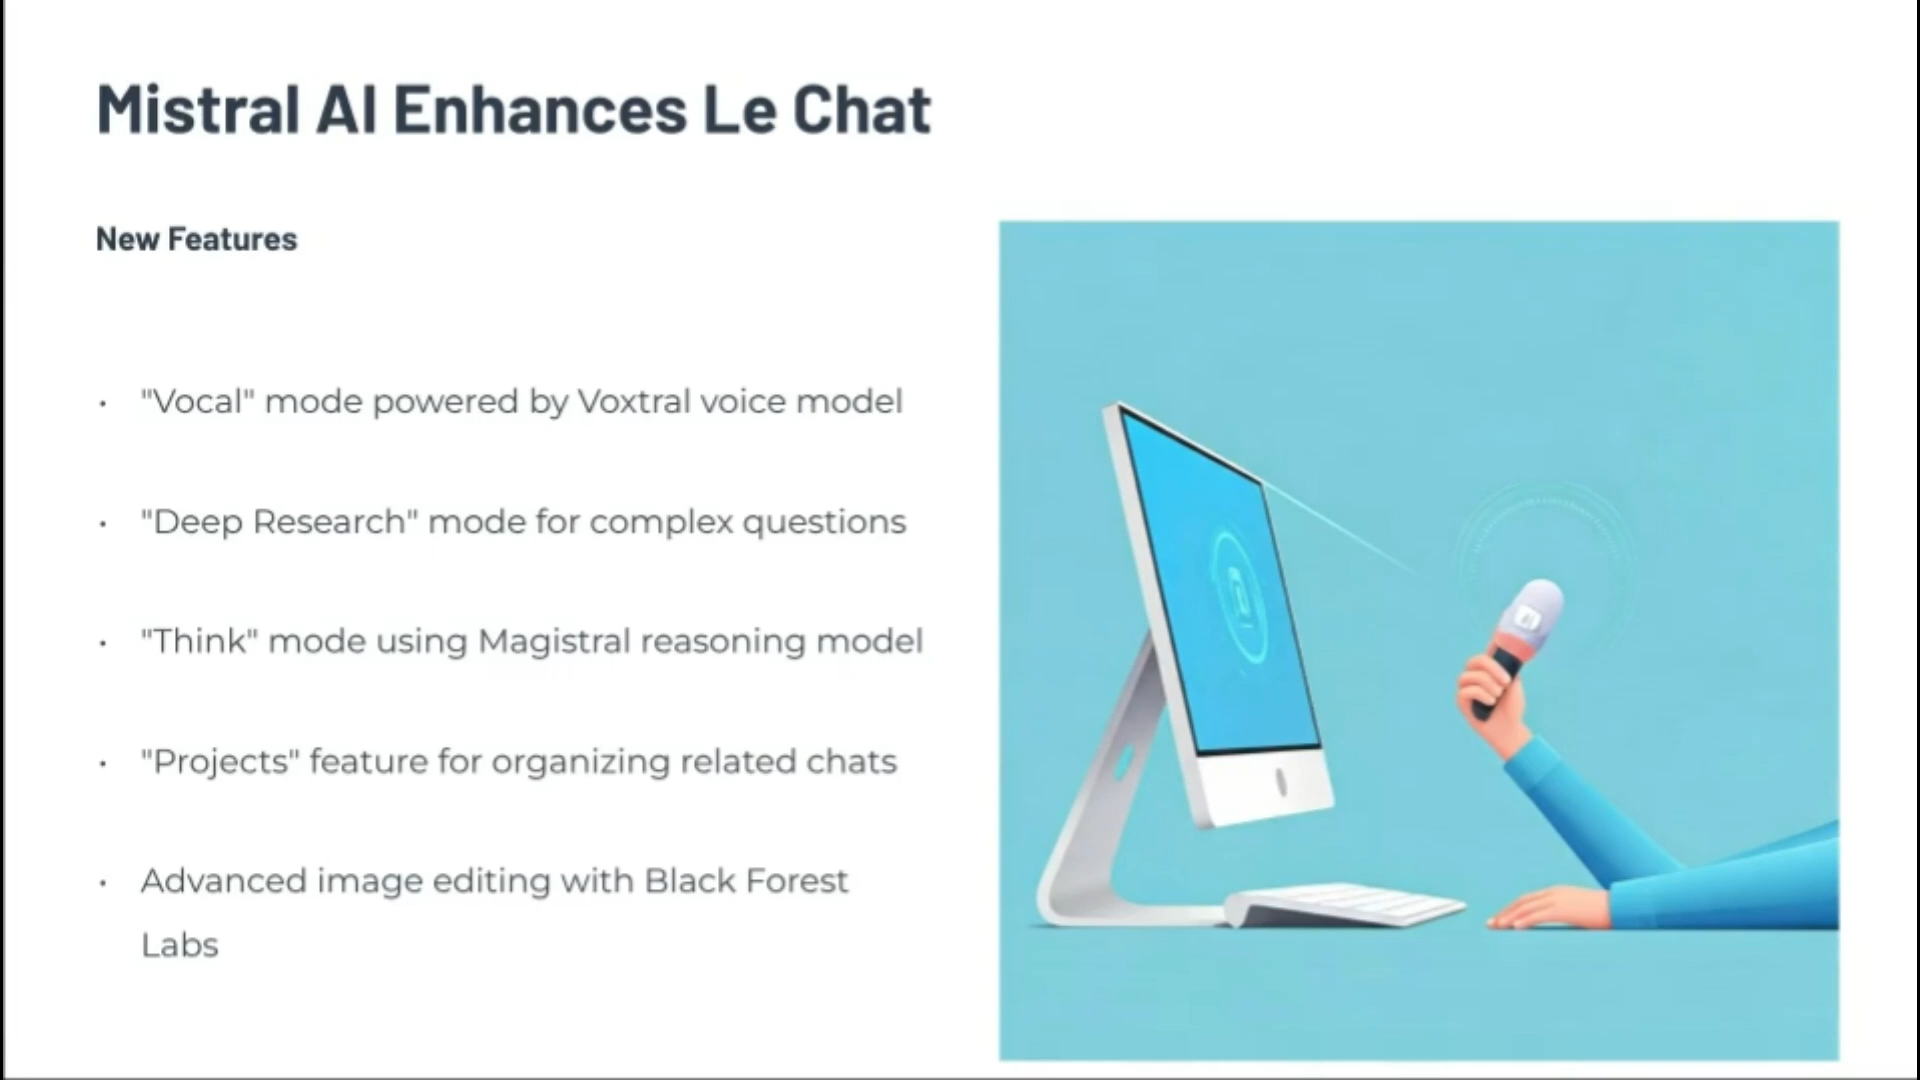 Mistral AI Enhances Le Chat
New Features
• "Vocal" mode powered by Voxtral voice model
• "Deep Research" mode for complex questions
• "Think" mode using Magistral reasoning model
• "Projects" feature for organizing related chats
• Advanced image editing with Black Forest
Labs